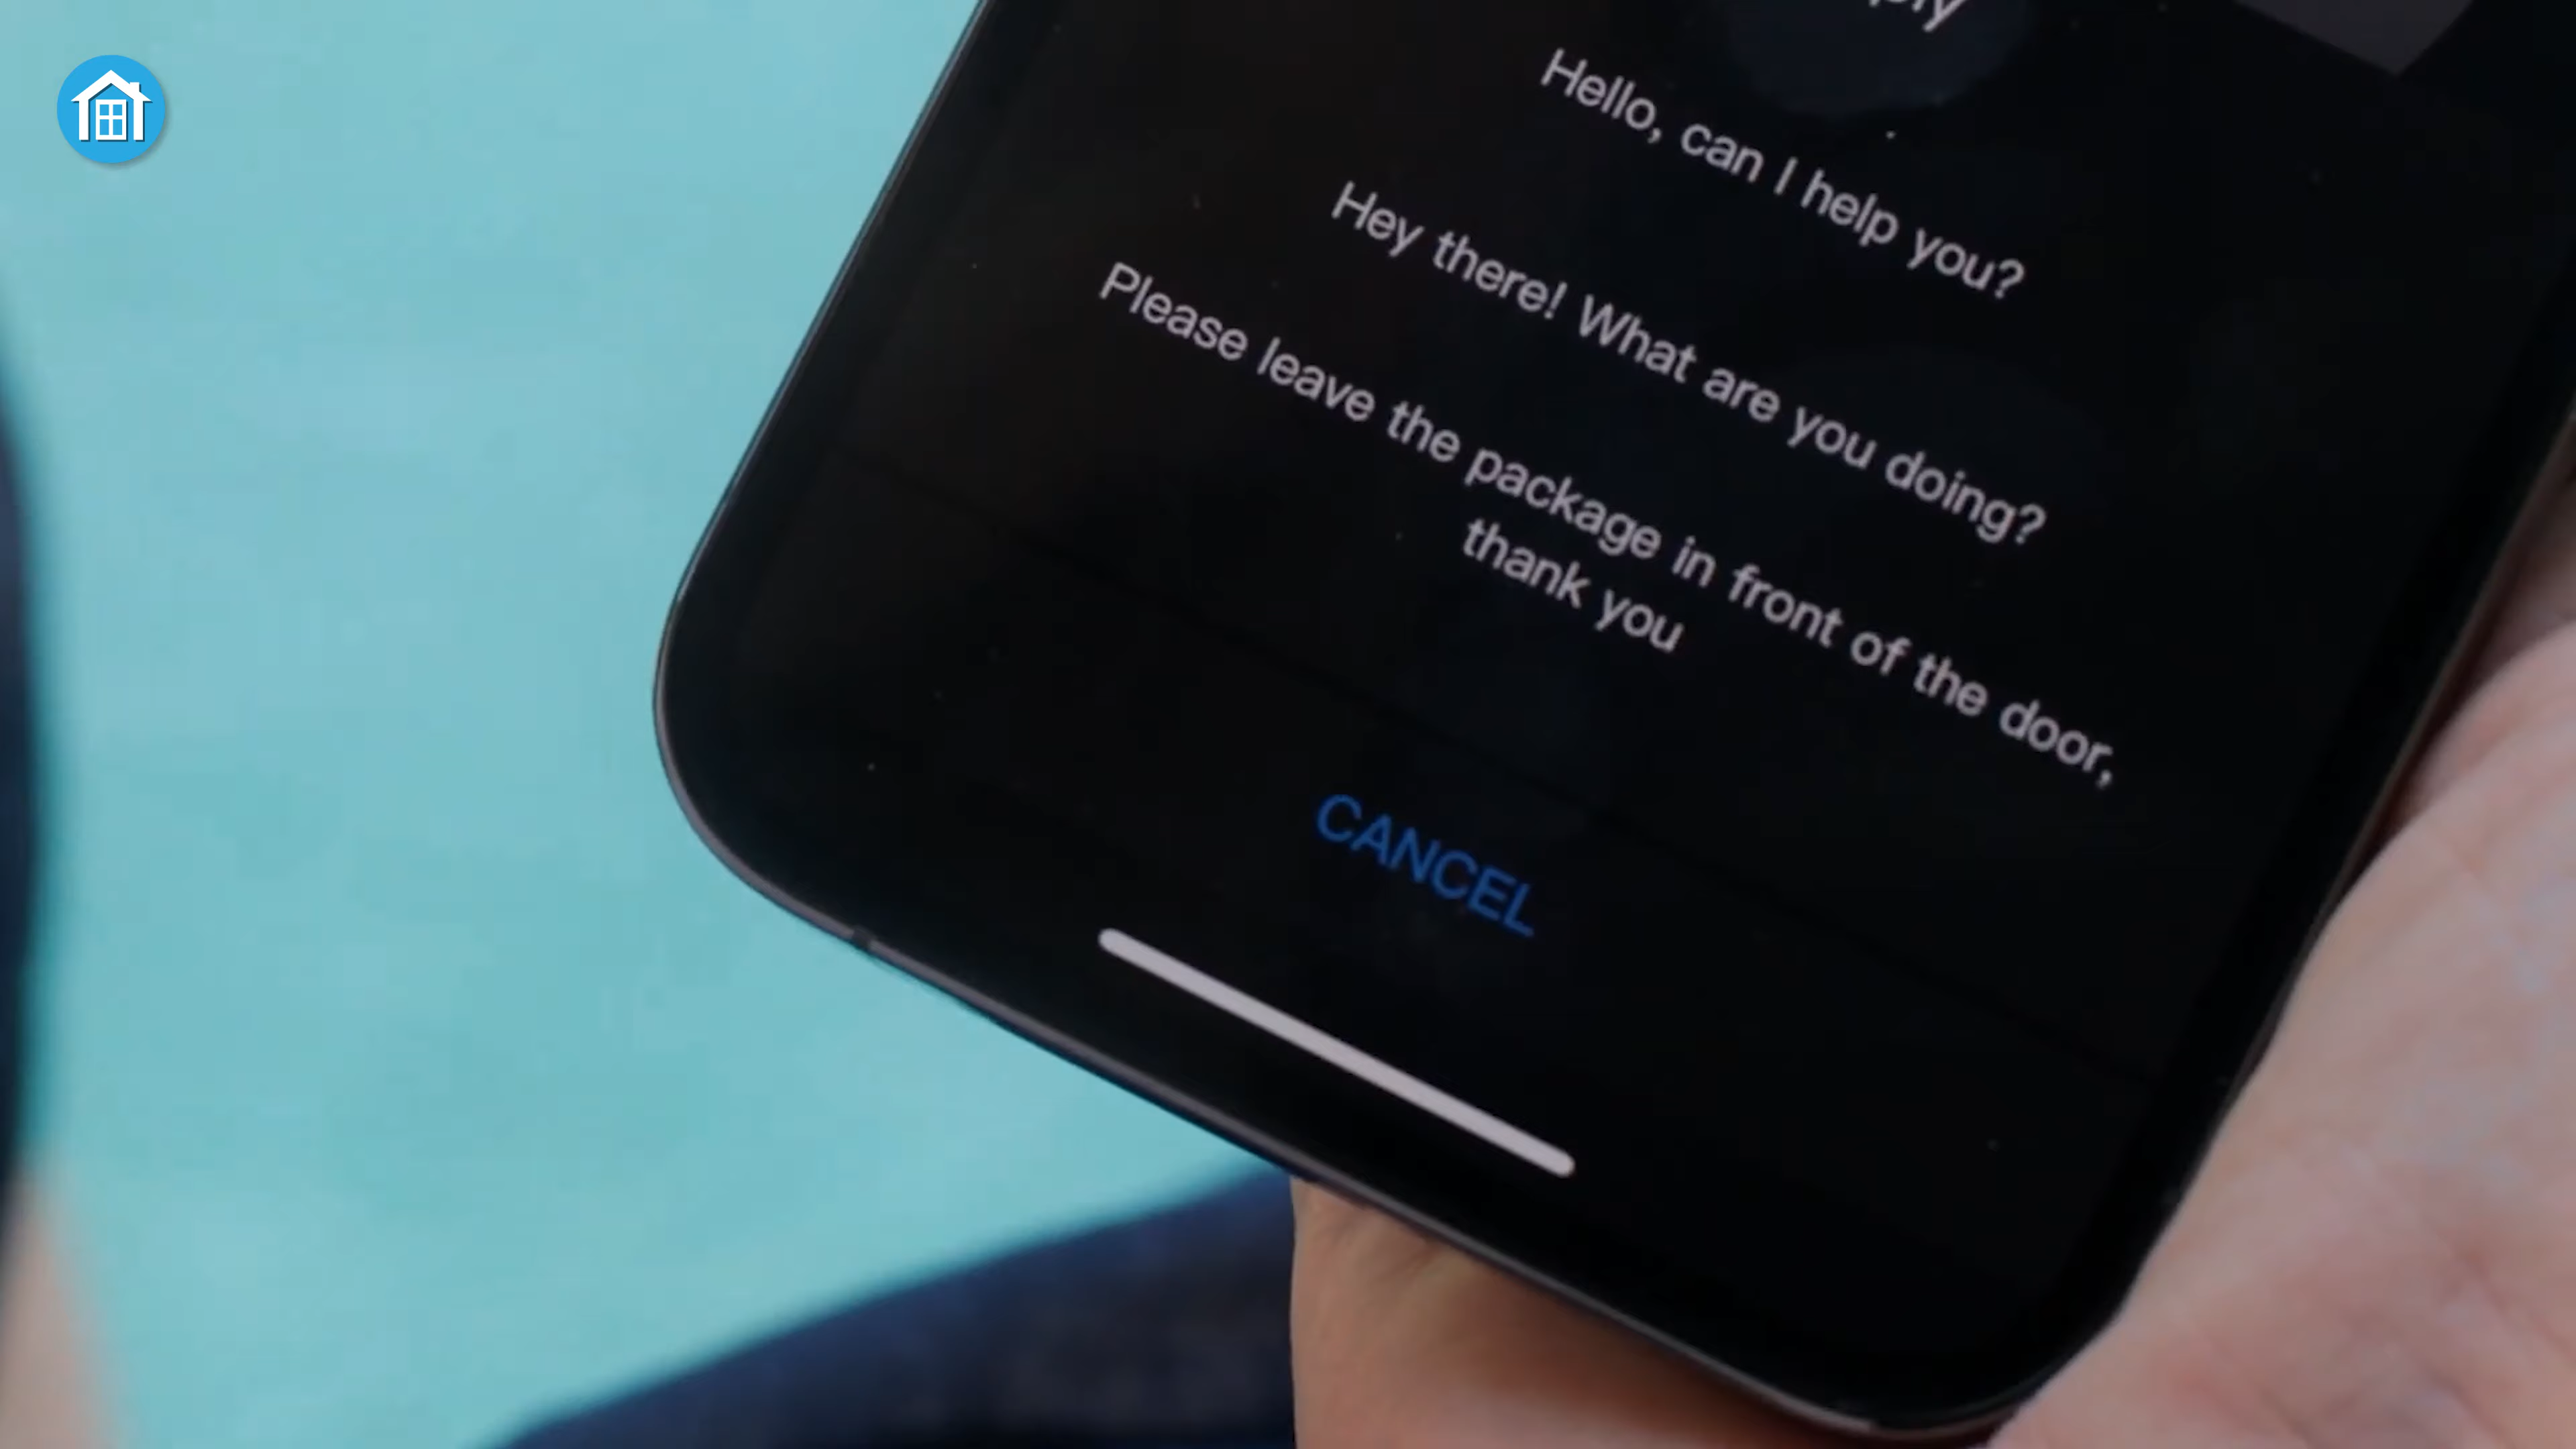 Hello, can I help you?
Hey there! What are you doing?
Please leave the package in front of the door,
thank you
CANCEL